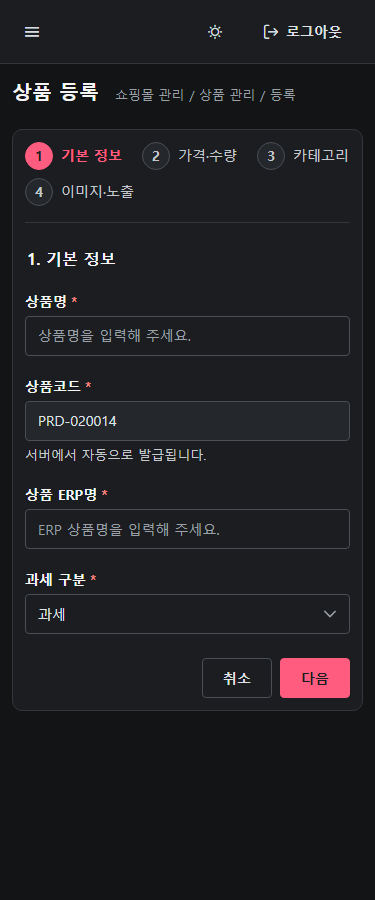 로그아웃
상품 등록 쇼핑몰 관리 / 상품 관리 / 등록
1 기본 정보 2 가격·수량 3 카테고리
4 이미지·노출
1. 기본 정보
상품명 *
상품명을 입력해 주세요.
상품코드 *
PRD-020014
서버에서 자동으로 발급됩니다.
상품 ERP명 *
ERP 상품명을 입력해 주세요.
과세 구분 *
과세
취소 다음